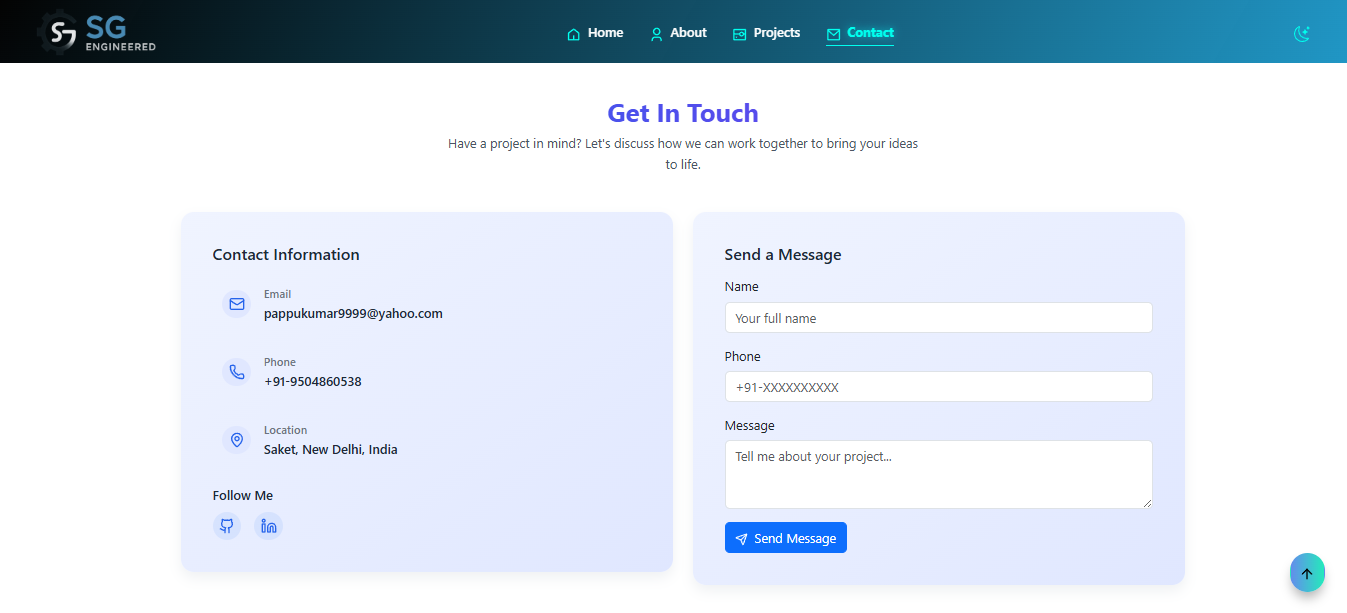 SG
ENGINEERED
Home
About
Projects
Contact
Get In Touch
Have a project in mind? Let's discuss how we can work together to bring your ideas
to life.
Contact Information
Email
pappukumar9999@yahoo.com
Phone
+91-9504860538
Location
Saket, New Delhi, India
Follow Me
Send a Message
Name
Your full name
Phone
+91-XXXXXXXXXX
Message
Tell me about your project...
Send Message